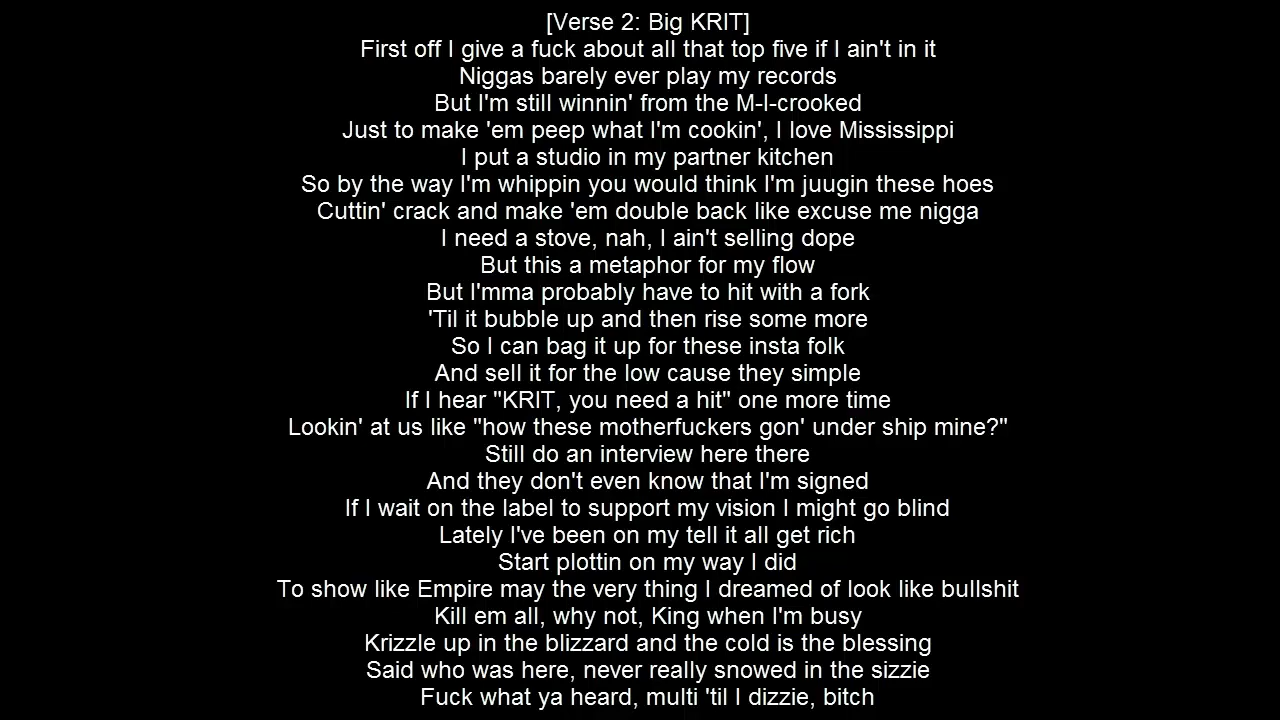 [Verse 2: Big KRIT]
First off I give a fuck about all that top five if I ain't in it
Niggas barely ever play my records
But I'm still winnin' from the M-I-crooked
Just to make 'em peep what I'm cookin', I love Mississippi
I put a studio in my partner kitchen
So by the way I'm whippin you would think I'm juugin these hoes
Cuttin' crack and make 'em double back like excuse me nigga
I need a stove, nah, I ain't selling dope
But this a metaphor for my flow
But I'mma probably have to hit with a fork
'Til it bubble up and then rise some more
So I can bag it up for these insta folk
And sell it for the low cause they simple
If I hear "KRIT, you need a hit" one more time
Lookin' at us like "how these motherfuckers gon' under ship mine?"
Still do an interview here there
And they don't even know that I'm signed
If I wait on the label to support my vision I might go blind
Lately I've been on my tell it all get rich
Start plottin on my way I did
To show like Empire may the very thing I dreamed of look like bullshit
Kill em all, why not, King when I'm busy
Krizzle up in the blizzard and the cold is the blessing
Said who was here, never really snowed in the sizzie
Fuck what ya heard, multi 'til I dizzie, bitch